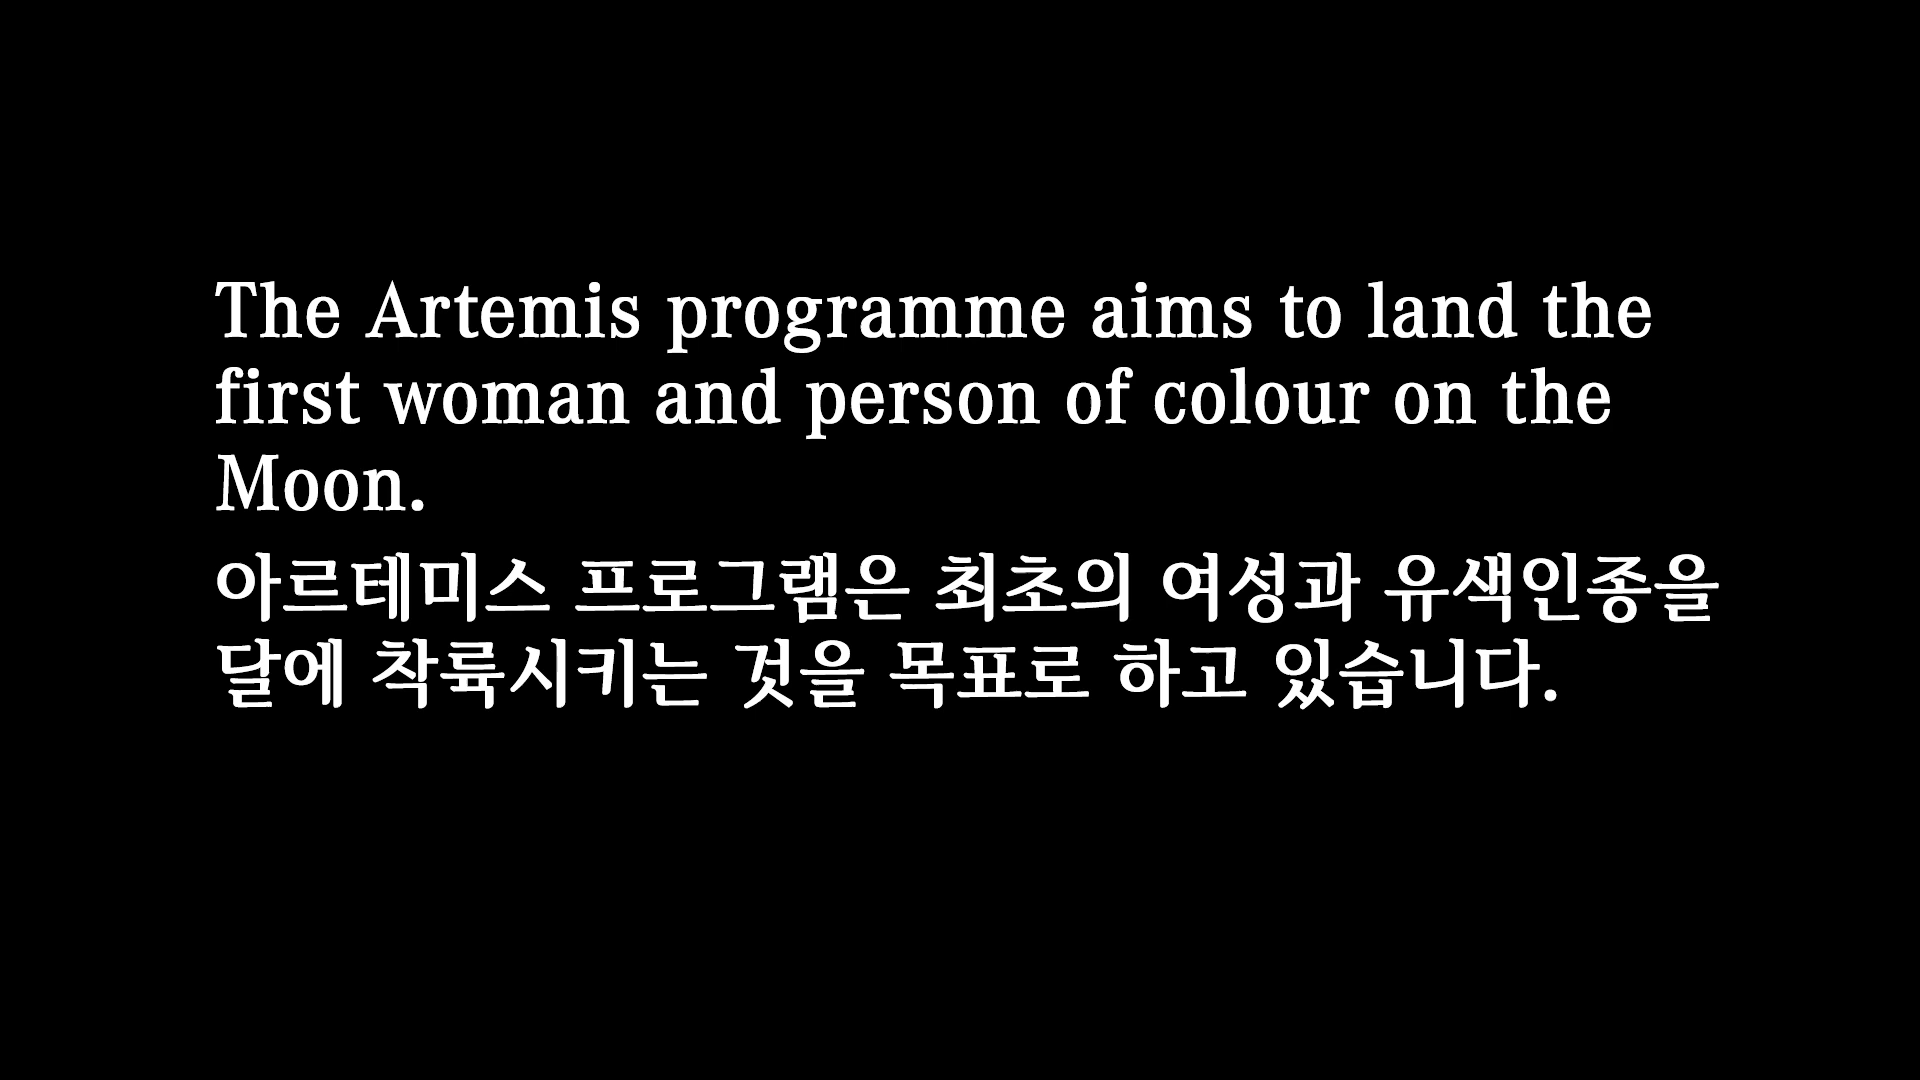 The Artemis programme aims to land the
first woman and person of colour on the
Moon.
아르테미스 프로그램은 최초의 여성과 유색인종을
달에 착륙시키는 것을 목표로 하고 있습니다.